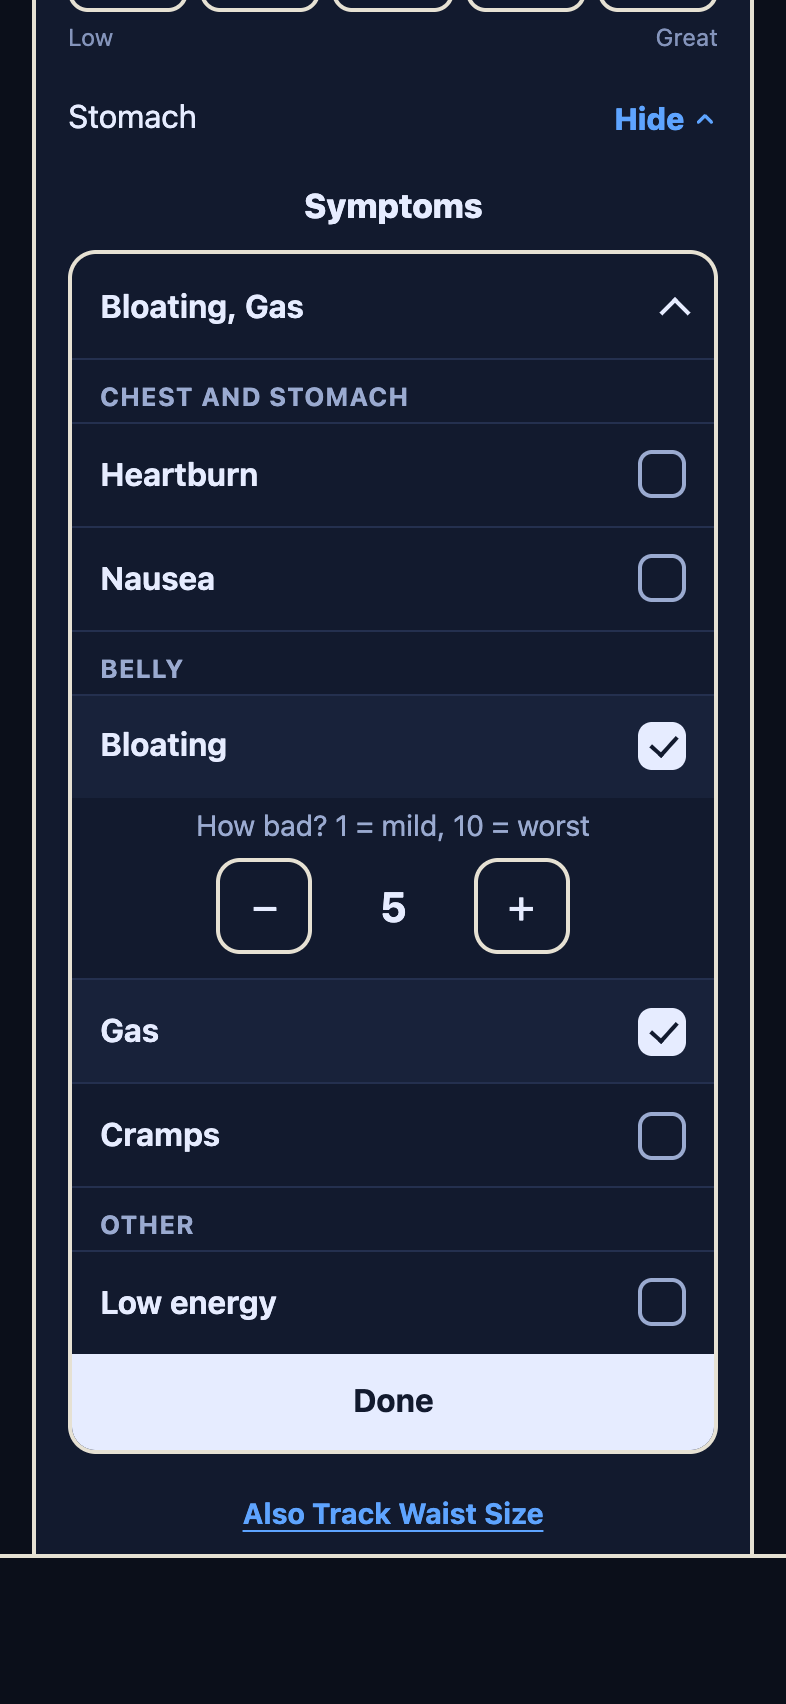 Low Great
Stomach Hide
Symptoms
Bloating, Gas
CHEST AND STOMACH
Heartburn
Nausea
BELLY
Bloating
How bad? 1 = mild, 10 = worst
− 5 +
Gas
Cramps
OTHER
Low energy
Done
Also Track Waist Size